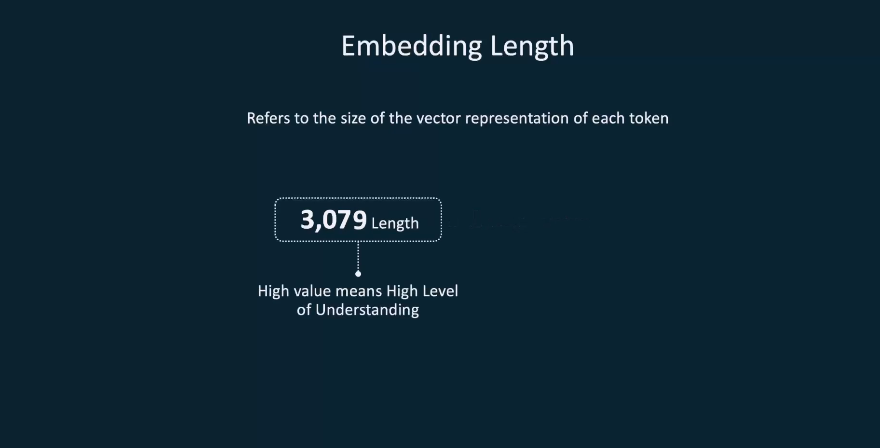 Embedding Length
Refers to the size of the vector representation of each token
3,079 Length
High value means High Level
of Understanding